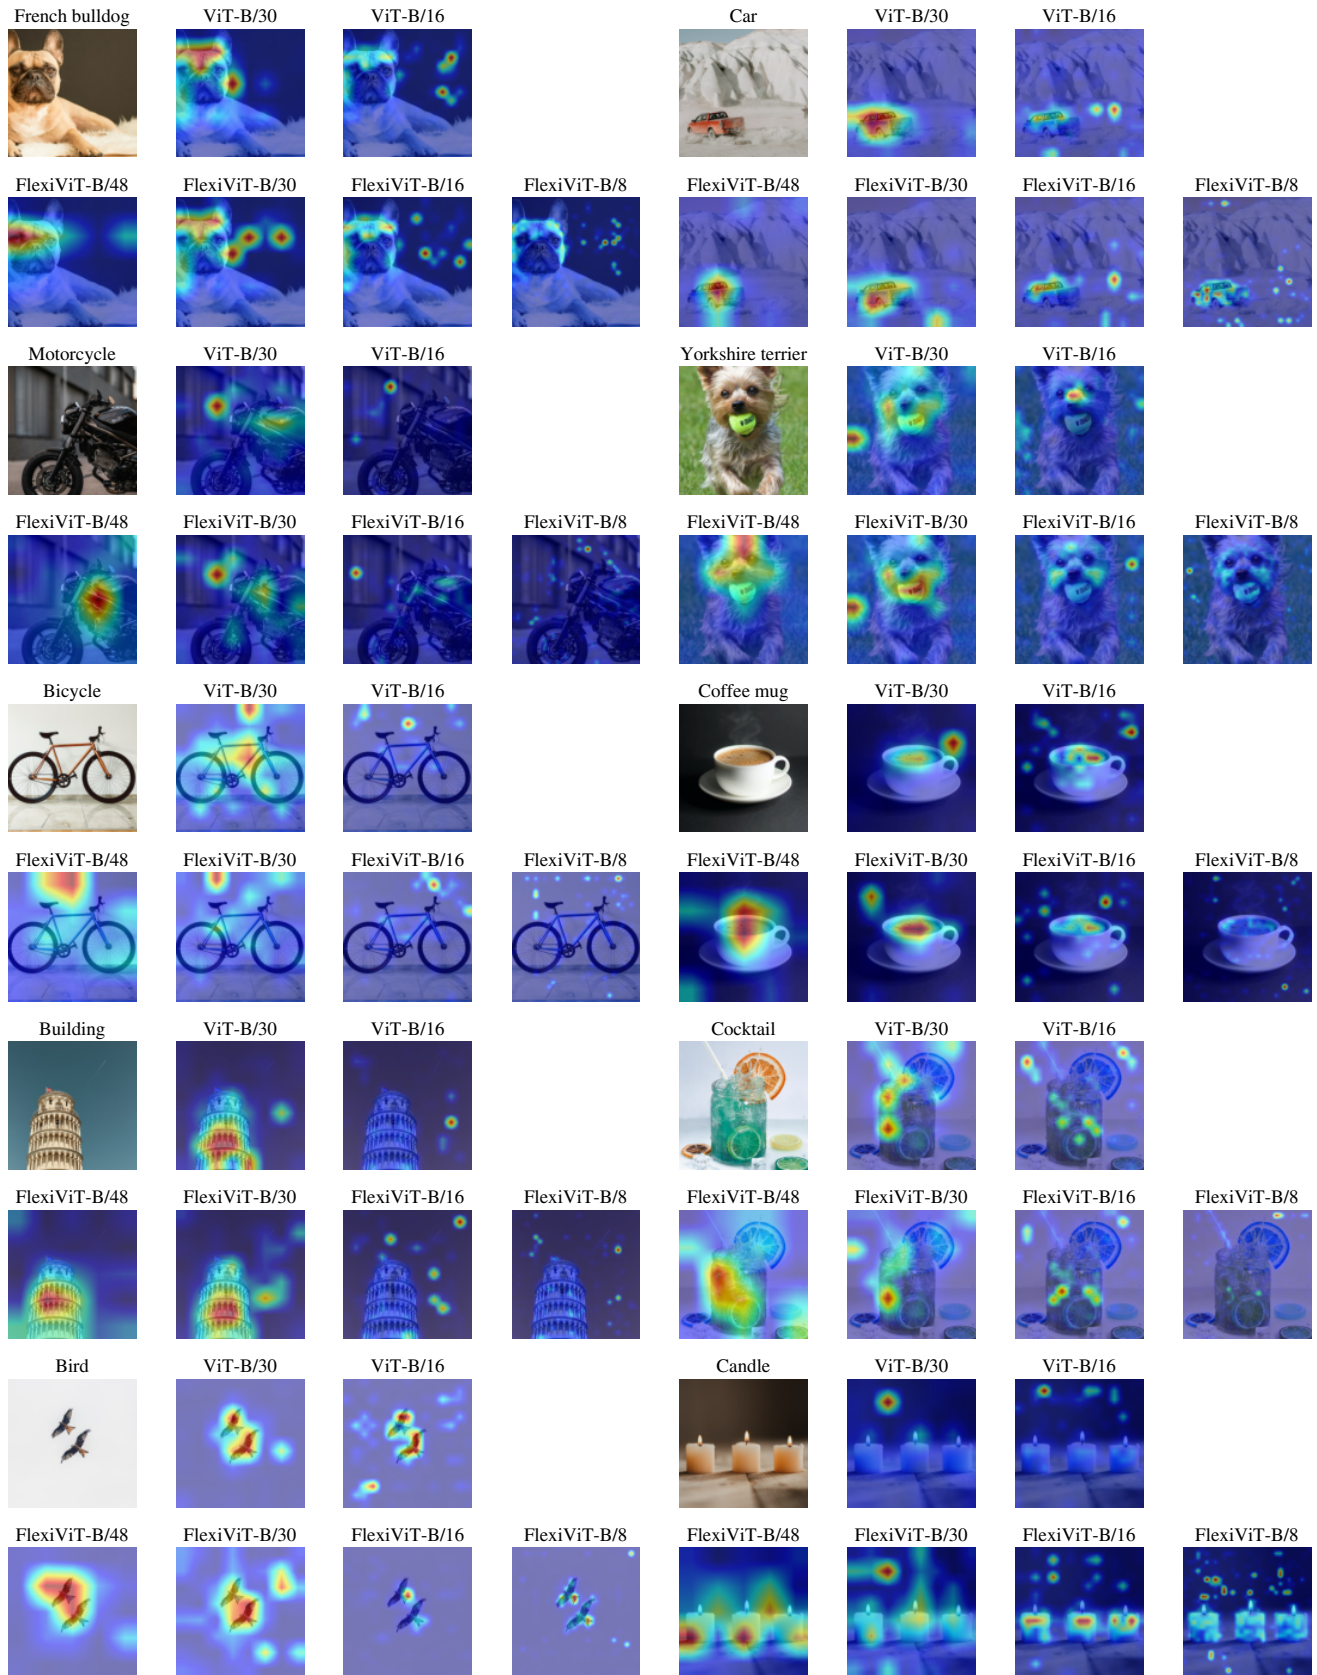 French bulldog ViT-B/30 ViT-B/16 Car ViT-B/30 ViT-B/16
FlexiViT-B/48 FlexiViT-B/30 FlexiViT-B/16 FlexiViT-B/8 FlexiViT-B/48 FlexiViT-B/30 FlexiViT-B/16 FlexiViT-B/8
Motorcycle ViT-B/30 ViT-B/16 Yorkshire terrier ViT-B/30 ViT-B/16
FlexiViT-B/48 FlexiViT-B/30 FlexiViT-B/16 FlexiViT-B/8 FlexiViT-B/48 FlexiViT-B/30 FlexiViT-B/16 FlexiViT-B/8
Bicycle ViT-B/30 ViT-B/16 Coffee mug ViT-B/30 ViT-B/16
FlexiViT-B/48 FlexiViT-B/30 FlexiViT-B/16 FlexiViT-B/8 FlexiViT-B/48 FlexiViT-B/30 FlexiViT-B/16 FlexiViT-B/8
Building ViT-B/30 ViT-B/16 Cocktail ViT-B/30 ViT-B/16
FlexiViT-B/48 FlexiViT-B/30 FlexiViT-B/16 FlexiViT-B/8 FlexiViT-B/48 FlexiViT-B/30 FlexiViT-B/16 FlexiViT-B/8
Bird ViT-B/30 ViT-B/16 Candle ViT-B/30 ViT-B/16
FlexiViT-B/48 FlexiViT-B/30 FlexiViT-B/16 FlexiViT-B/8 FlexiViT-B/48 FlexiViT-B/30 FlexiViT-B/16 FlexiViT-B/8